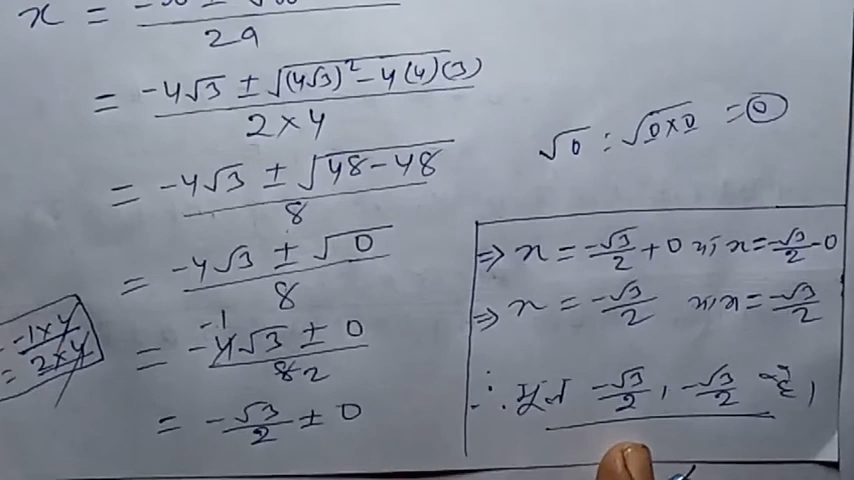 x = 
2a
= -4√3 ± √(4√3)² - 4(4)(3) / 2×4
= -4√3 ± √48-48 / 8
= -4√3 ± √0 / 8
= -4√3 ± 0 / 8
-1
2
= -√3/2 ± 0
= -1×4 / 2×4
√0 = √0×0 = 0
⇒ x = -√3/2 + 0 या x = -√3/2 - 0
⇒ x = -√3/2 या x = -√3/2
∴ मूल -√3/2, -√3/2 है।